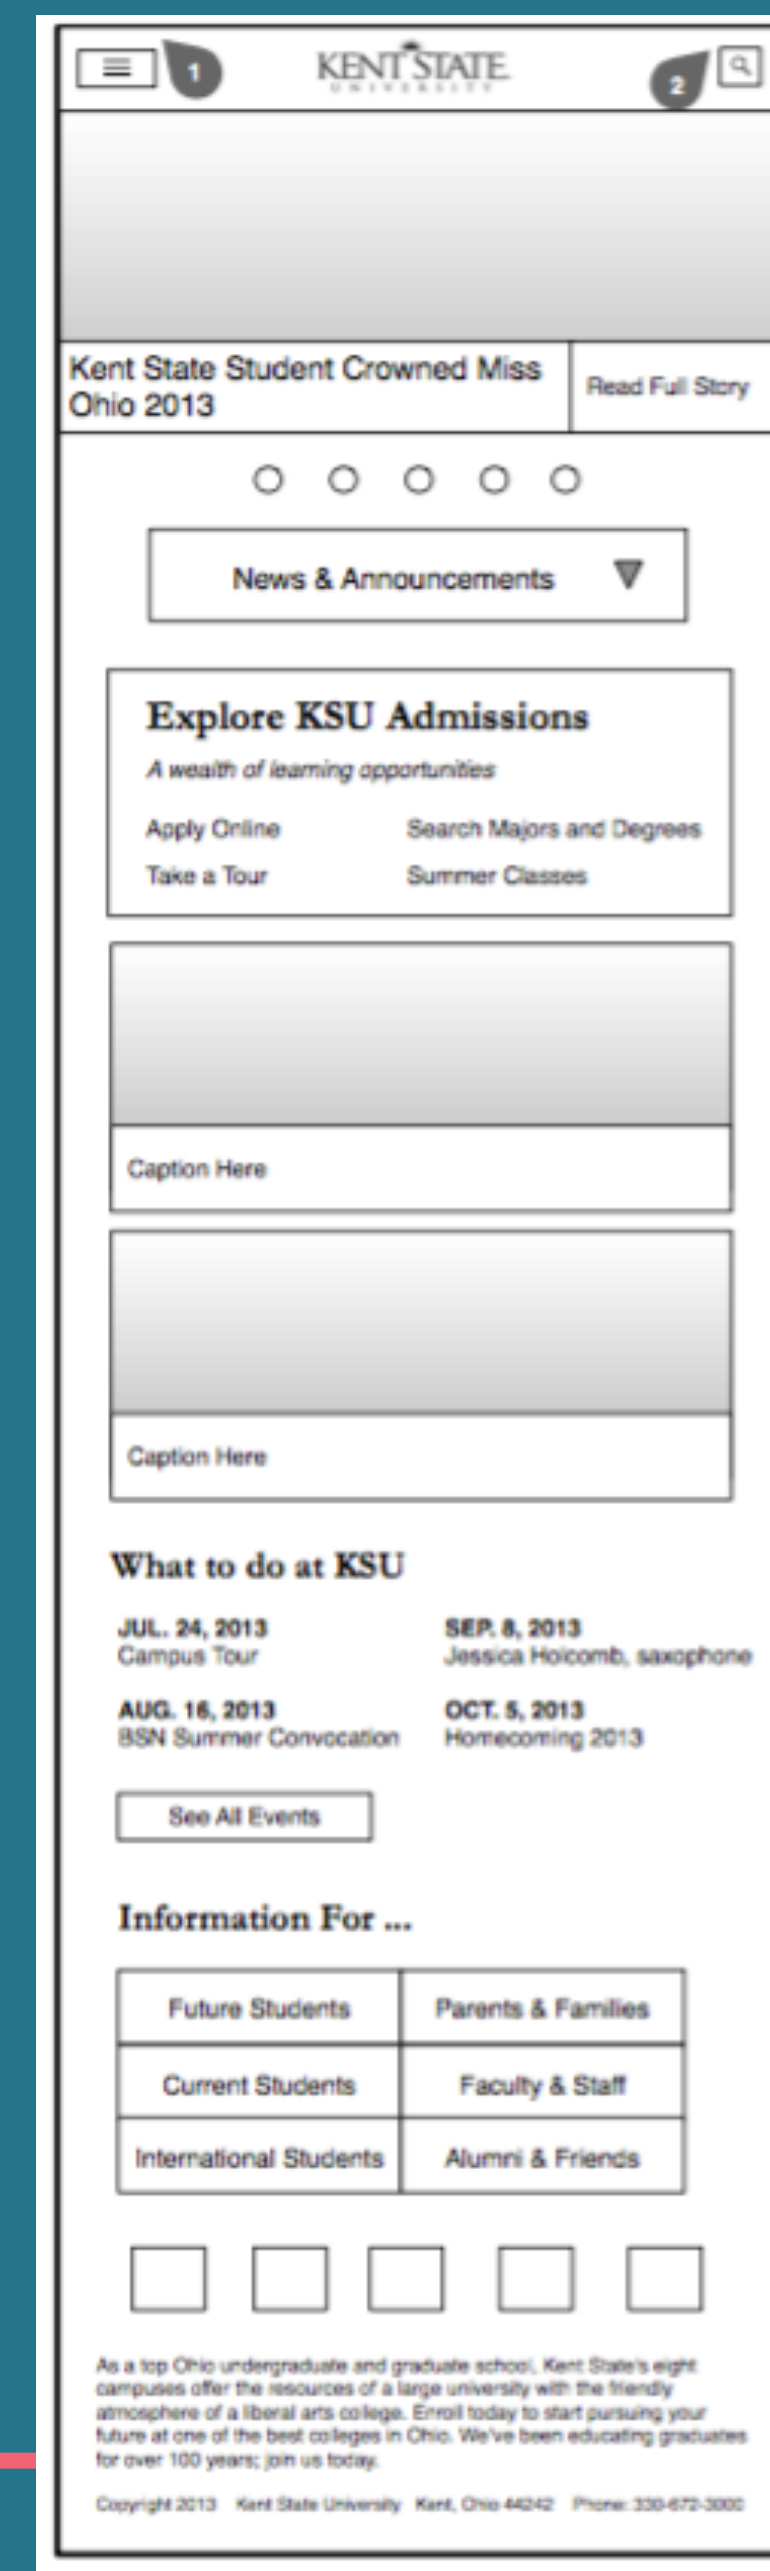 1
KENT STATE
UNIVERSITY
2
Kent State Student Crowned Miss
Ohio 2013
Read Full Story
News & Announcements
Explore KSU Admissions
A wealth of learning opportunities
Apply Online Search Majors and Degrees
Take a Tour Summer Classes
Caption Here
Caption Here
What to do at KSU
JUL. 24, 2013 SEP. 8, 2013
Campus Tour Jessica Holcomb, saxophone
AUG. 16, 2013 OCT. 5, 2013
BSN Summer Convocation Homecoming 2013
See All Events
Information For ...
Future Students Parents & Families
Current Students Faculty & Staff
International Students Alumni & Friends
As a top Ohio undergraduate and graduate school, Kent State's eight
campuses offer the resources of a large university with the friendly
atmosphere of a liberal arts college. Enroll today to start pursuing your
future at one of the best colleges in Ohio. We've been educating graduates
for over 100 years; join us today.
Copyright 2013 Kent State University Kent, Ohio 44242 Phone: 330-672-3000